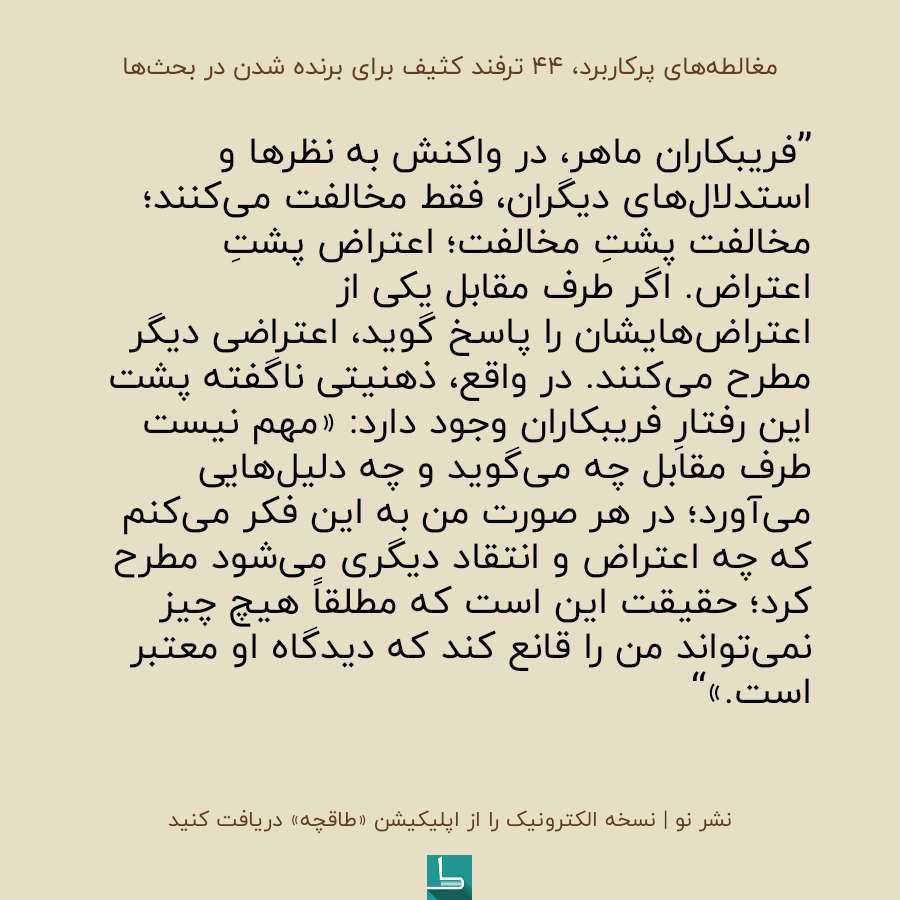 مغالطه‌های پرکاربرد، ۴۴ ترفند کثیف برای برنده شدن در بحث‌ها
”فریبکاران ماهر، در واکنش به نظرها و
استدلال‌های دیگران، فقط مخالفت می‌کنند؛
مخالفت پشتِ مخالفت؛ اعتراض پشتِ
اعتراض. اگر طرف مقابل یکی از
اعتراض‌هایشان را پاسخ گوید، اعتراضی دیگر
مطرح می‌کنند. در واقع، ذهنیتی ناگفته پشت
این رفتارِ فریبکاران وجود دارد: «مهم نیست
طرف مقابل چه می‌گوید و چه دلیل‌هایی
می‌آورد؛ در هر صورت من به این فکر می‌کنم
که چه اعتراض و انتقاد دیگری می‌شود مطرح
کرد؛ حقیقت این است که مطلقاً هیچ چیز
نمی‌تواند من را قانع کند که دیدگاه او معتبر
است.»“
نشر نو | نسخه الکترونیک را از اپلیکیشن «طاقچه» دریافت کنید